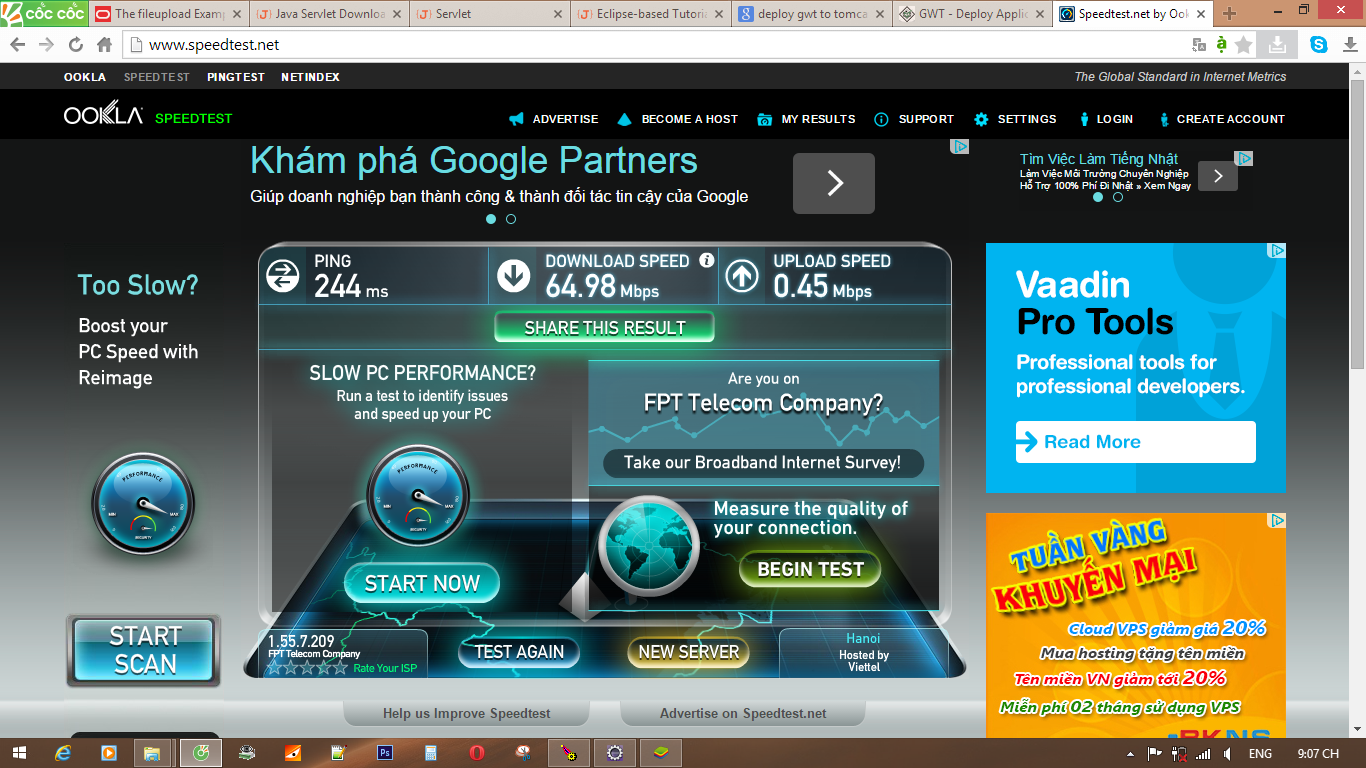 cốc cốc
The fileupload Examp
Java Servlet Downloa
Servlet
Eclipse-based Tutoria
deploy gwt to tomca
GWT - Deploy Applic
Speedtest.net by Ook
www.speedtest.net
OOKLA SPEEDTEST PINGTEST NETINDEX
The Global Standard in Internet Metrics
OOKLA SPEEDTEST
ADVERTISE BECOME A HOST MY RESULTS SUPPORT SETTINGS LOGIN CREATE ACCOUNT
Khám phá Google Partners
Giúp doanh nghiệp bạn thành công & thành đối tác tin cậy của Google
Tìm Việc Làm Tiếng Nhật
Làm Việc Môi Trường Chuyên Nghiệp
Hỗ Trợ 100% Phí Đi Nhật » Xem Ngay
Too Slow?
Boost your
PC Speed with
Reimage
PERFORMANCE
MIN
MAX
SECURITY
START
SCAN
PING
244 ms
DOWNLOAD SPEED
64.98 Mbps
UPLOAD SPEED
0.45 Mbps
SHARE THIS RESULT
SLOW PC PERFORMANCE?
Run a test to identify issues
and speed up your PC
PERFORMANCE
MIN
MAX
SECURITY
START NOW
Are you on
FPT Telecom Company?
Take our Broadband Internet Survey!
Measure the quality of
your connection.
BEGIN TEST
1.55.7.209
FPT Telecom Company
Rate Your ISP
TEST AGAIN
NEW SERVER
Hanoi
Hosted by
Viettel
Help us Improve Speedtest
Advertise on Speedtest.net
Vaadin
Pro Tools
Professional tools for
professional developers.
Read More
TUẦN VÀNG
KHUYẾN MẠI
Cloud VPS giảm giá 20%
Mua hosting tặng tên miền
Tên miền VN giảm tới 20%
Miễn phí 02 tháng sử dụng VPS
Ps
ENG
9:07 CH